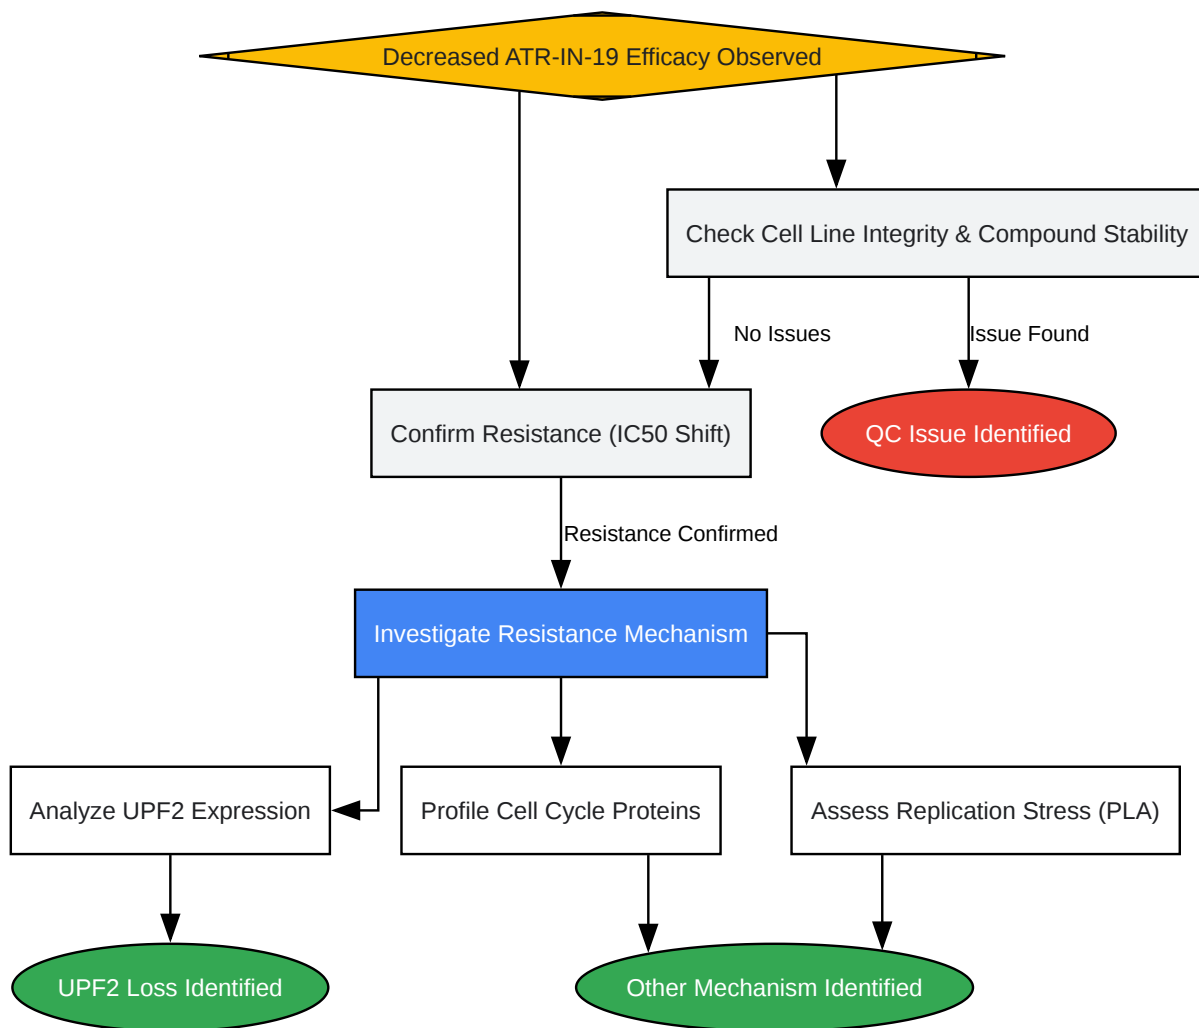 Decreased ATR-IN-19 Efficacy Observed
Check Cell Line Integrity & Compound Stability
No Issues
Issue Found
Confirm Resistance (IC50 Shift)
QC Issue Identified
Resistance Confirmed
Investigate Resistance Mechanism
Analyze UPF2 Expression
Profile Cell Cycle Proteins
Assess Replication Stress (PLA)
UPF2 Loss Identified
Other Mechanism Identified